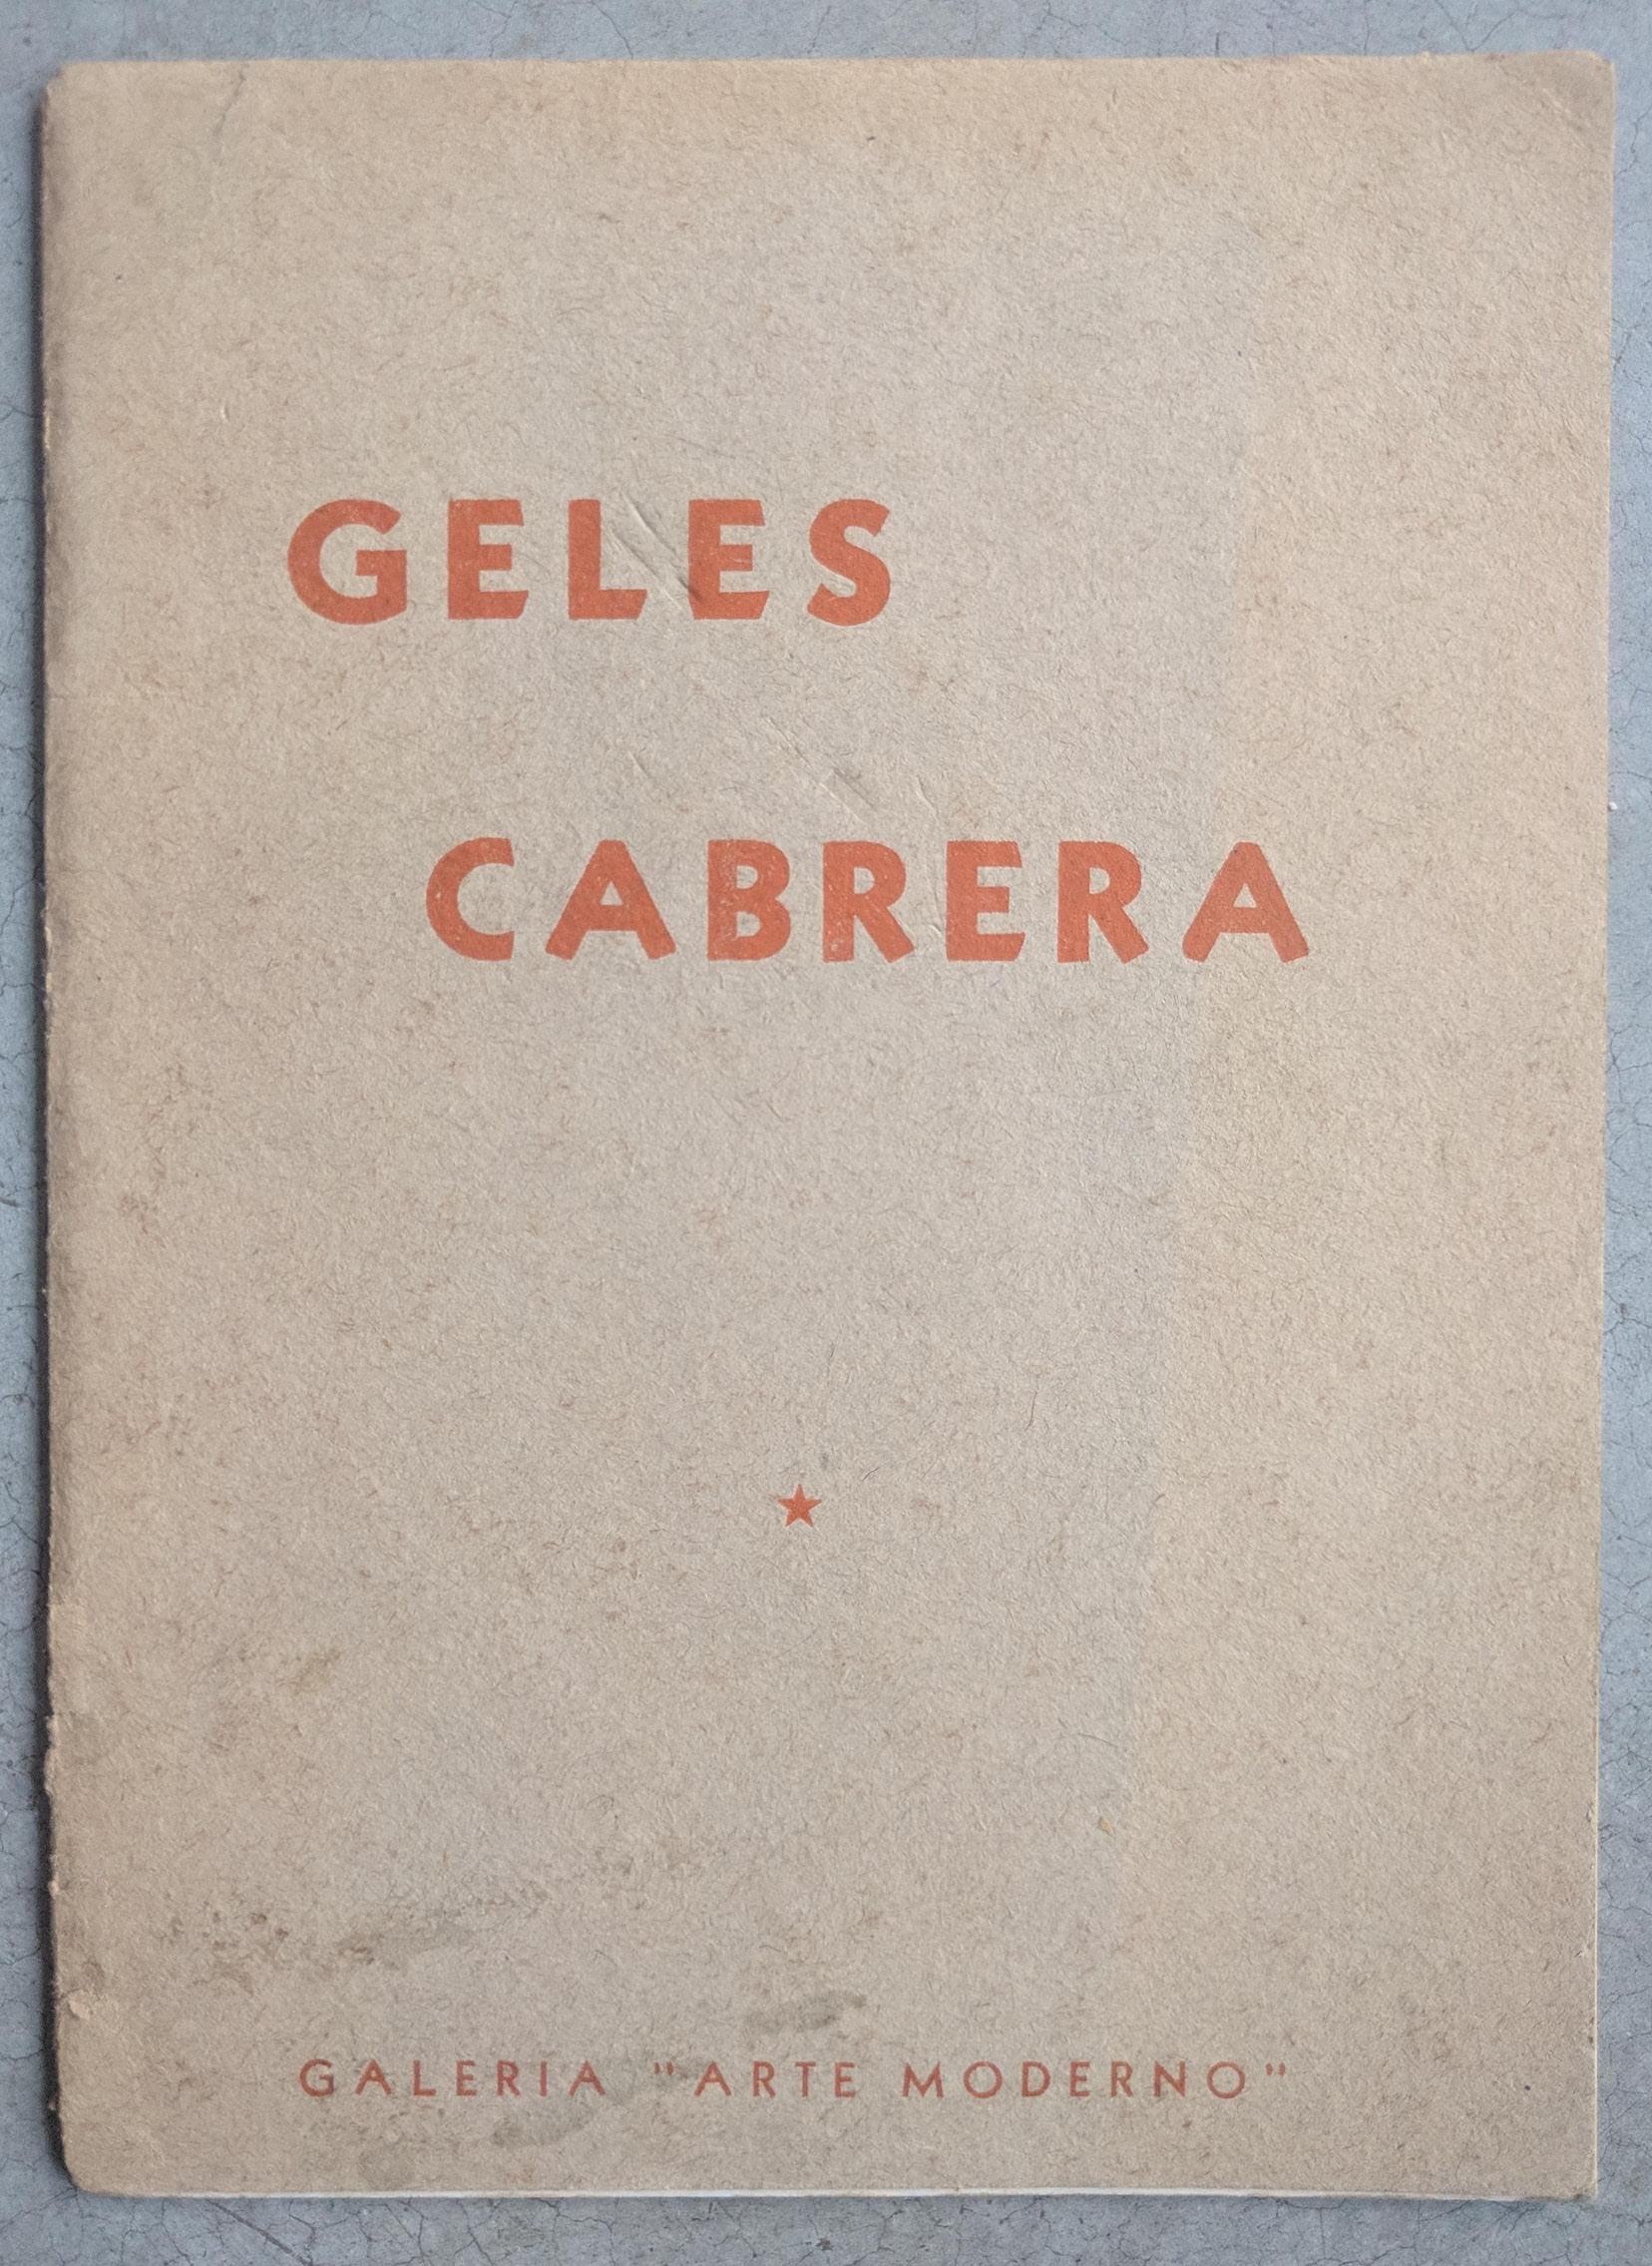 GELES
CABRERA
GALERIA "ARTE MODERNO"